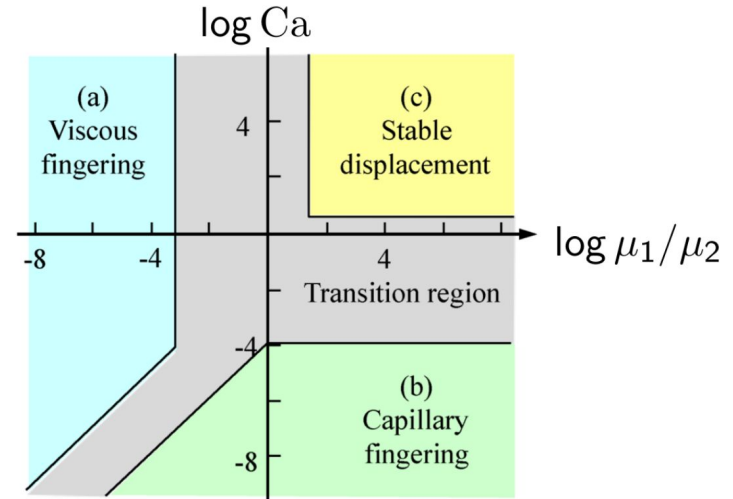 log Ca
(a)
Viscous
fingering
(c)
Stable
displacement
4
-8
-4
4
log μ1/μ2
Transition region
-4
(b)
Capillary
fingering
-8